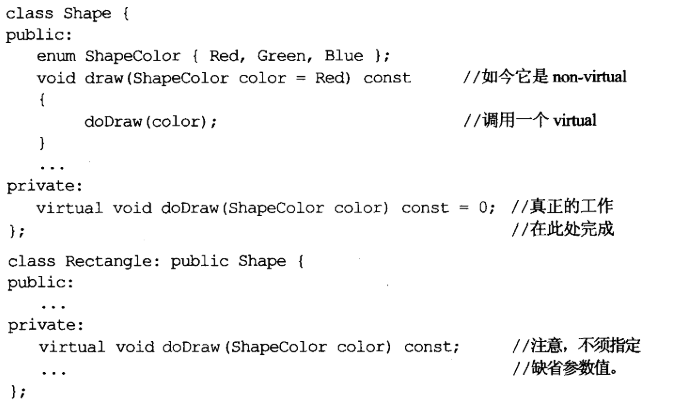 class Shape {
public:
    enum ShapeColor { Red, Green, Blue };
    void draw(ShapeColor color = Red) const      //如今它是 non-virtual
    {
        doDraw(color);                           //调用一个 virtual
    }
    ...
private:
    virtual void doDraw(ShapeColor color) const = 0;  //真正的工作
};                                               //在此处完成
class Rectangle: public Shape {
public:
    ...
private:
    virtual void doDraw(ShapeColor color) const;      //注意，不须指定
    ...                                          //缺省参数值。
};